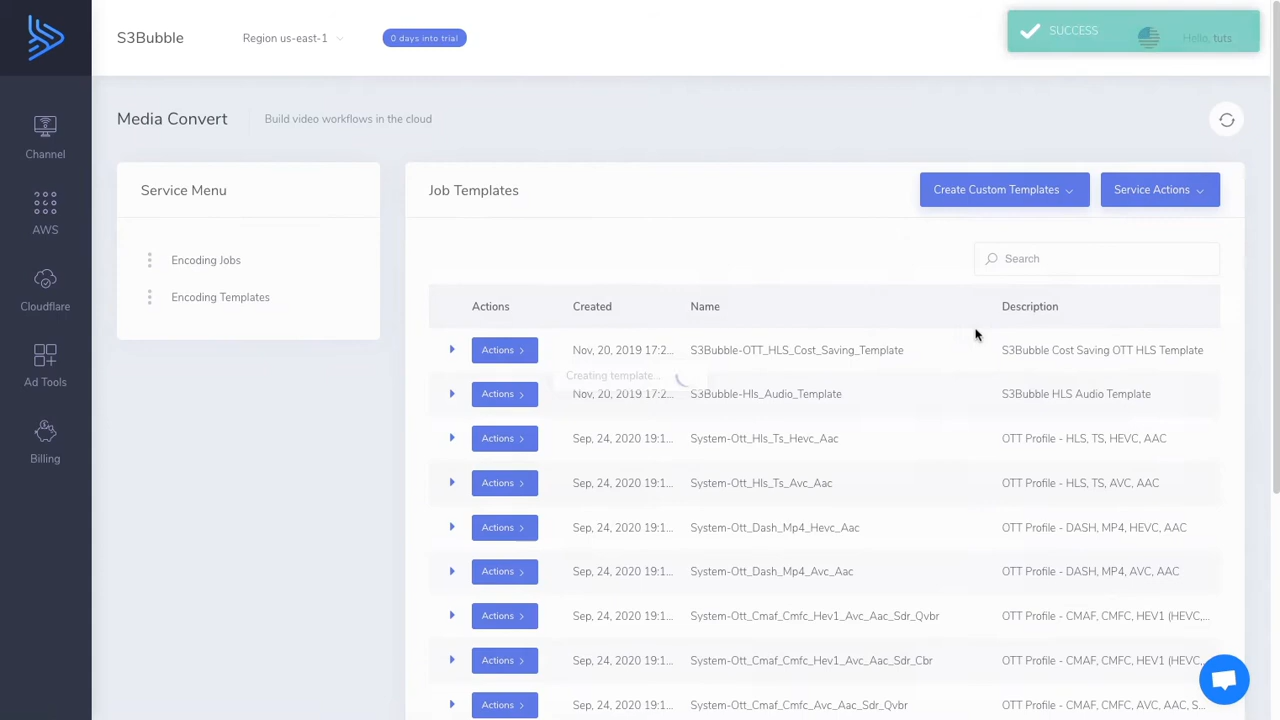 S3Bubble
Region us-east-1
0 days into trial
SUCCESS
Hello, tuts
Channel
AWS
Cloudflare
Ad Tools
Billing
Media Convert
Build video workflows in the cloud
Service Menu
Encoding Jobs
Encoding Templates
Job Templates
Create Custom Templates
Service Actions
Search
Actions Created Name Description
Actions Nov, 20, 2019 17:2... S3Bubble-OTT_HLS_Cost_Saving_Template S3Bubble Cost Saving OTT HLS Template
Creating template...
Actions Nov, 20, 2019 17:2... S3Bubble-Hls_Audio_Template S3Bubble HLS Audio Template
Actions Sep, 24, 2020 19:1... System-Ott_Hls_Ts_Hevc_Aac OTT Profile - HLS, TS, HEVC, AAC
Actions Sep, 24, 2020 19:1... System-Ott_Hls_Ts_Avc_Aac OTT Profile - HLS, TS, AVC, AAC
Actions Sep, 24, 2020 19:1... System-Ott_Dash_Mp4_Hevc_Aac OTT Profile - DASH, MP4, HEVC, AAC
Actions Sep, 24, 2020 19:1... System-Ott_Dash_Mp4_Avc_Aac OTT Profile - DASH, MP4, AVC, AAC
Actions Sep, 24, 2020 19:1... System-Ott_Cmaf_Cmfc_Hev1_Avc_Aac_Sdr_Qvbr OTT Profile - CMAF, CMFC, HEV1 (HEVC,...
Actions Sep, 24, 2020 19:1... System-Ott_Cmaf_Cmfc_Hev1_Avc_Aac_Sdr_Cbr OTT Profile - CMAF, CMFC, HEV1 (HEVC,...
Actions Sep, 24, 2020 19:1... System-Ott_Cmaf_Cmfc_Avc_Aac_Sdr_Qvbr OTT Profile - CMAF, CMFC, AVC, AAC, S...